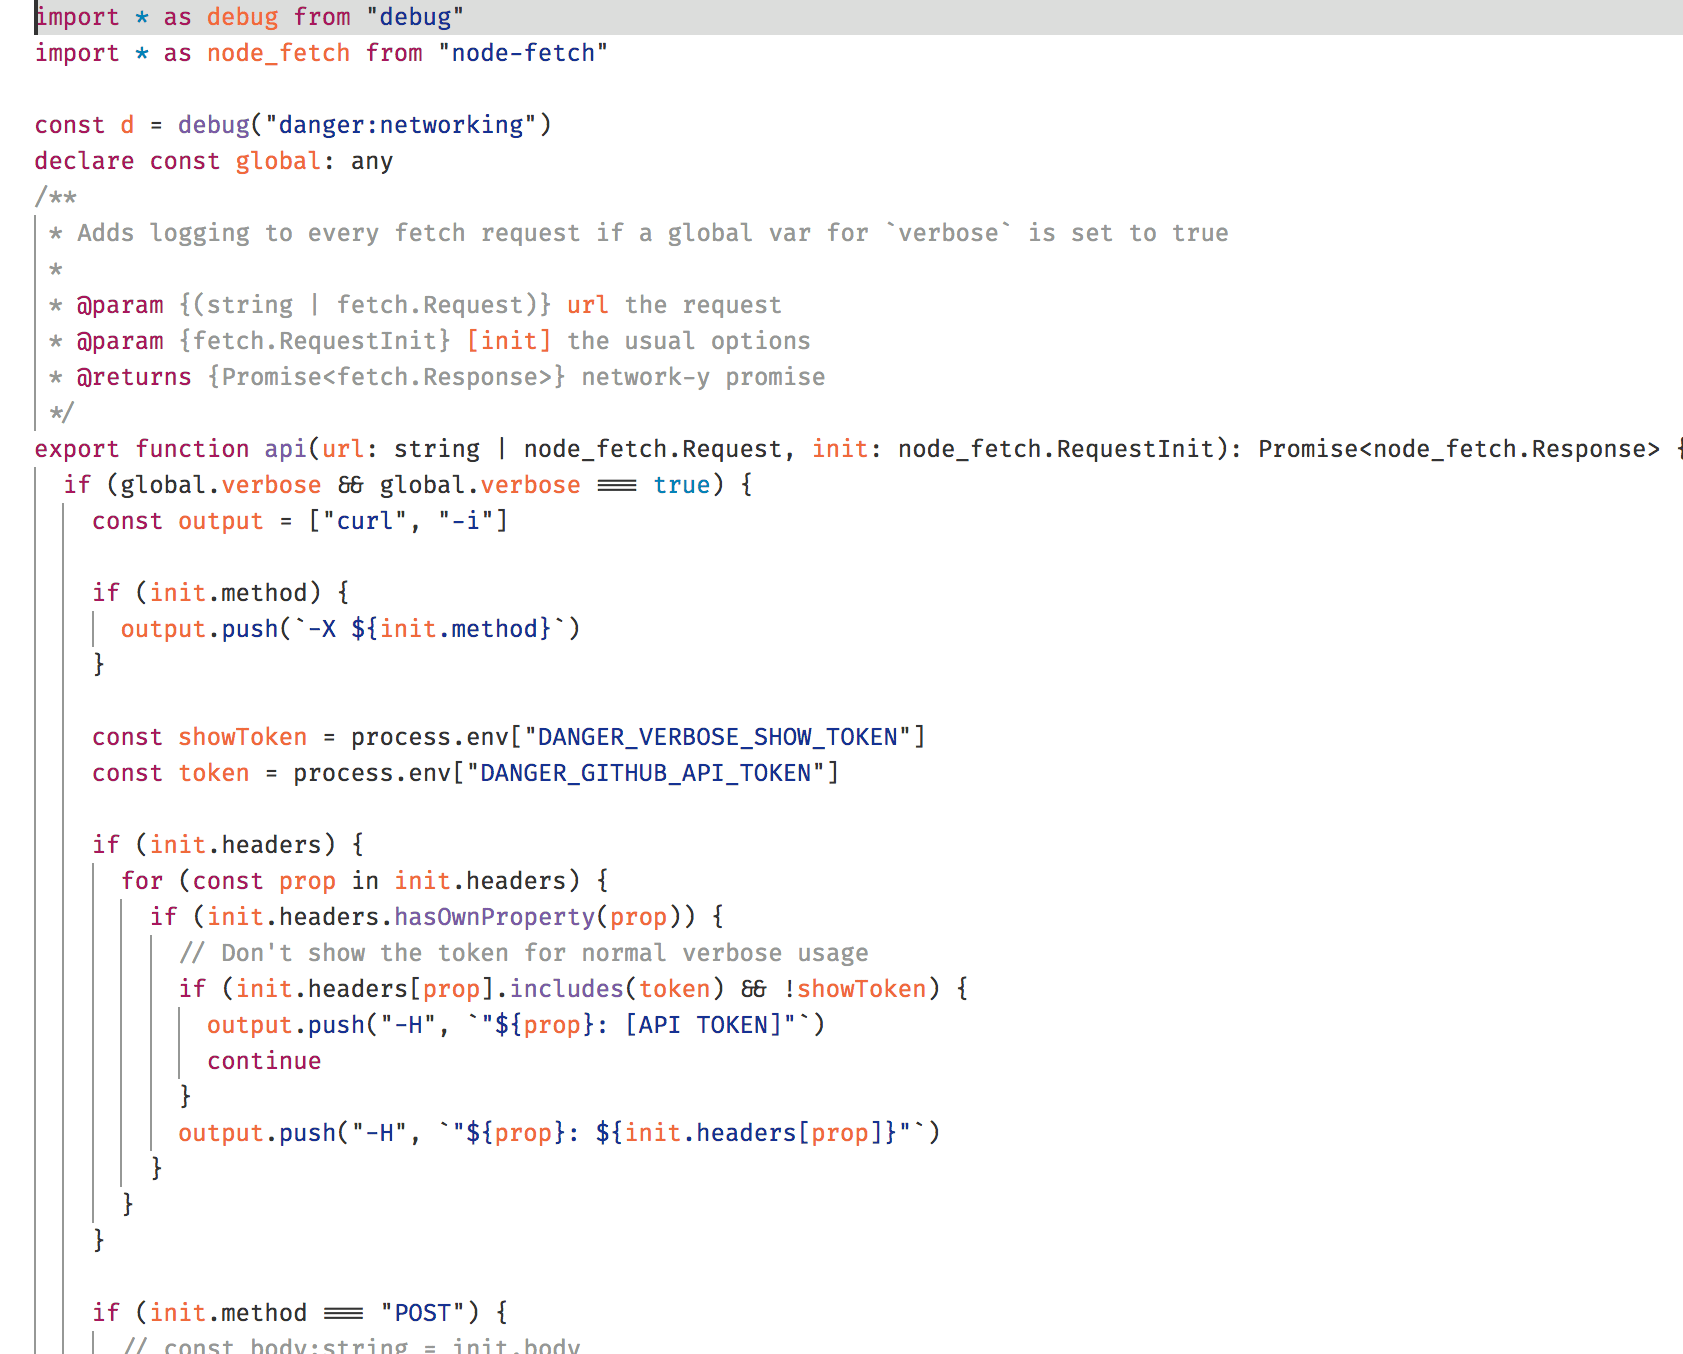 import * as debug from "debug"
import * as node_fetch from "node-fetch"

const d = debug("danger:networking")
declare const global: any
/**
 * Adds logging to every fetch request if a global var for `verbose` is set to true
 *
 * @param {(string | fetch.Request)} url the request
 * @param {fetch.RequestInit} [init] the usual options
 * @returns {Promise<fetch.Response>} network-y promise
 */
export function api(url: string | node_fetch.Request, init: node_fetch.RequestInit): Promise<node_fetch.Response> {
  if (global.verbose && global.verbose === true) {
    const output = ["curl", "-i"]

    if (init.method) {
      output.push(`-X ${init.method}`)
    }

    const showToken = process.env["DANGER_VERBOSE_SHOW_TOKEN"]
    const token = process.env["DANGER_GITHUB_API_TOKEN"]

    if (init.headers) {
      for (const prop in init.headers) {
        if (init.headers.hasOwnProperty(prop)) {
          // Don't show the token for normal verbose usage
          if (init.headers[prop].includes(token) && !showToken) {
            output.push("-H", `"${prop}: [API TOKEN]"`)
            continue
          }
          output.push("-H", `"${prop}: ${init.headers[prop]}"`)
        }
      }
    }

    if (init.method === "POST") {
      // const body:string = init.body